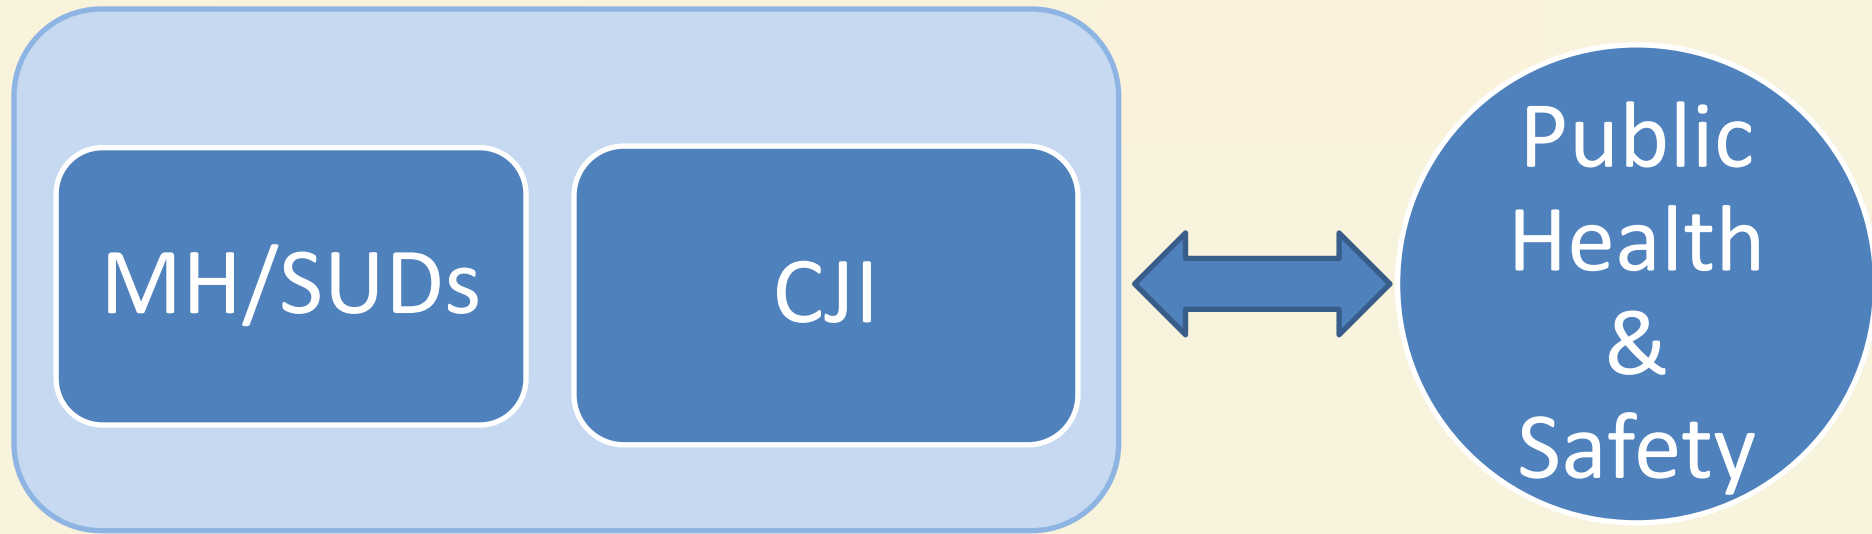 MH/SUDs
CJI
Public
Health
&
Safety